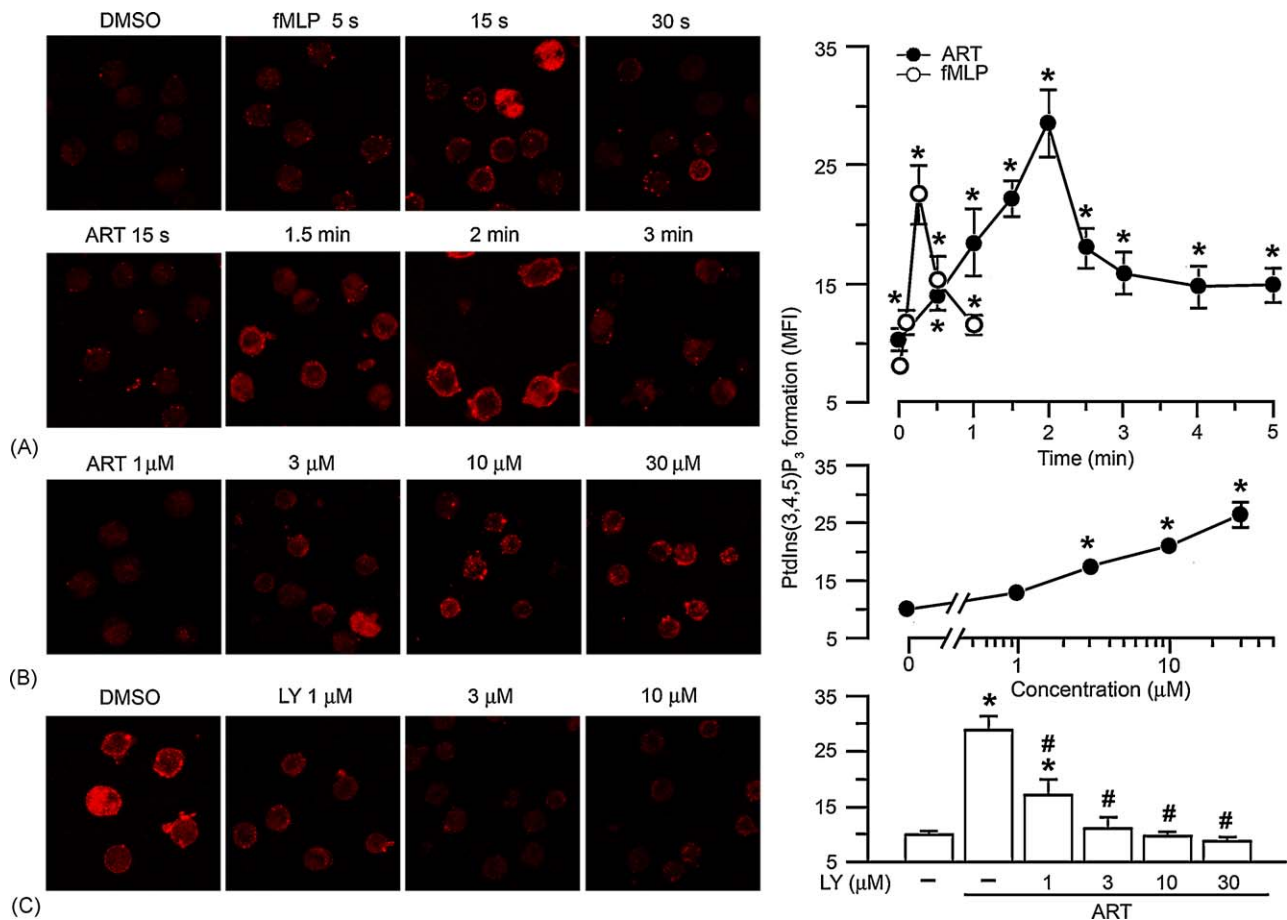 DMSO fMLP 5 s 15 s 30 s
ART 15 s 1.5 min 2 min 3 min
(A)
ART 1 μM 3 μM 10 μM 30 μM
(B)
DMSO LY 1 μM 3 μM 10 μM
(C)
PtdIns(3,4,5)P₃ formation (MFI)
35
25
15
5
ART
fMLP
* * * * * * * * * * * *
0 1 2 3 4 5
Time (min)
35
25
15
5
* * *
0 1 10
Concentration (μM)
35
25
15
5
*
#
*
# # #
LY (μM) – – 1 3 10 30
ART